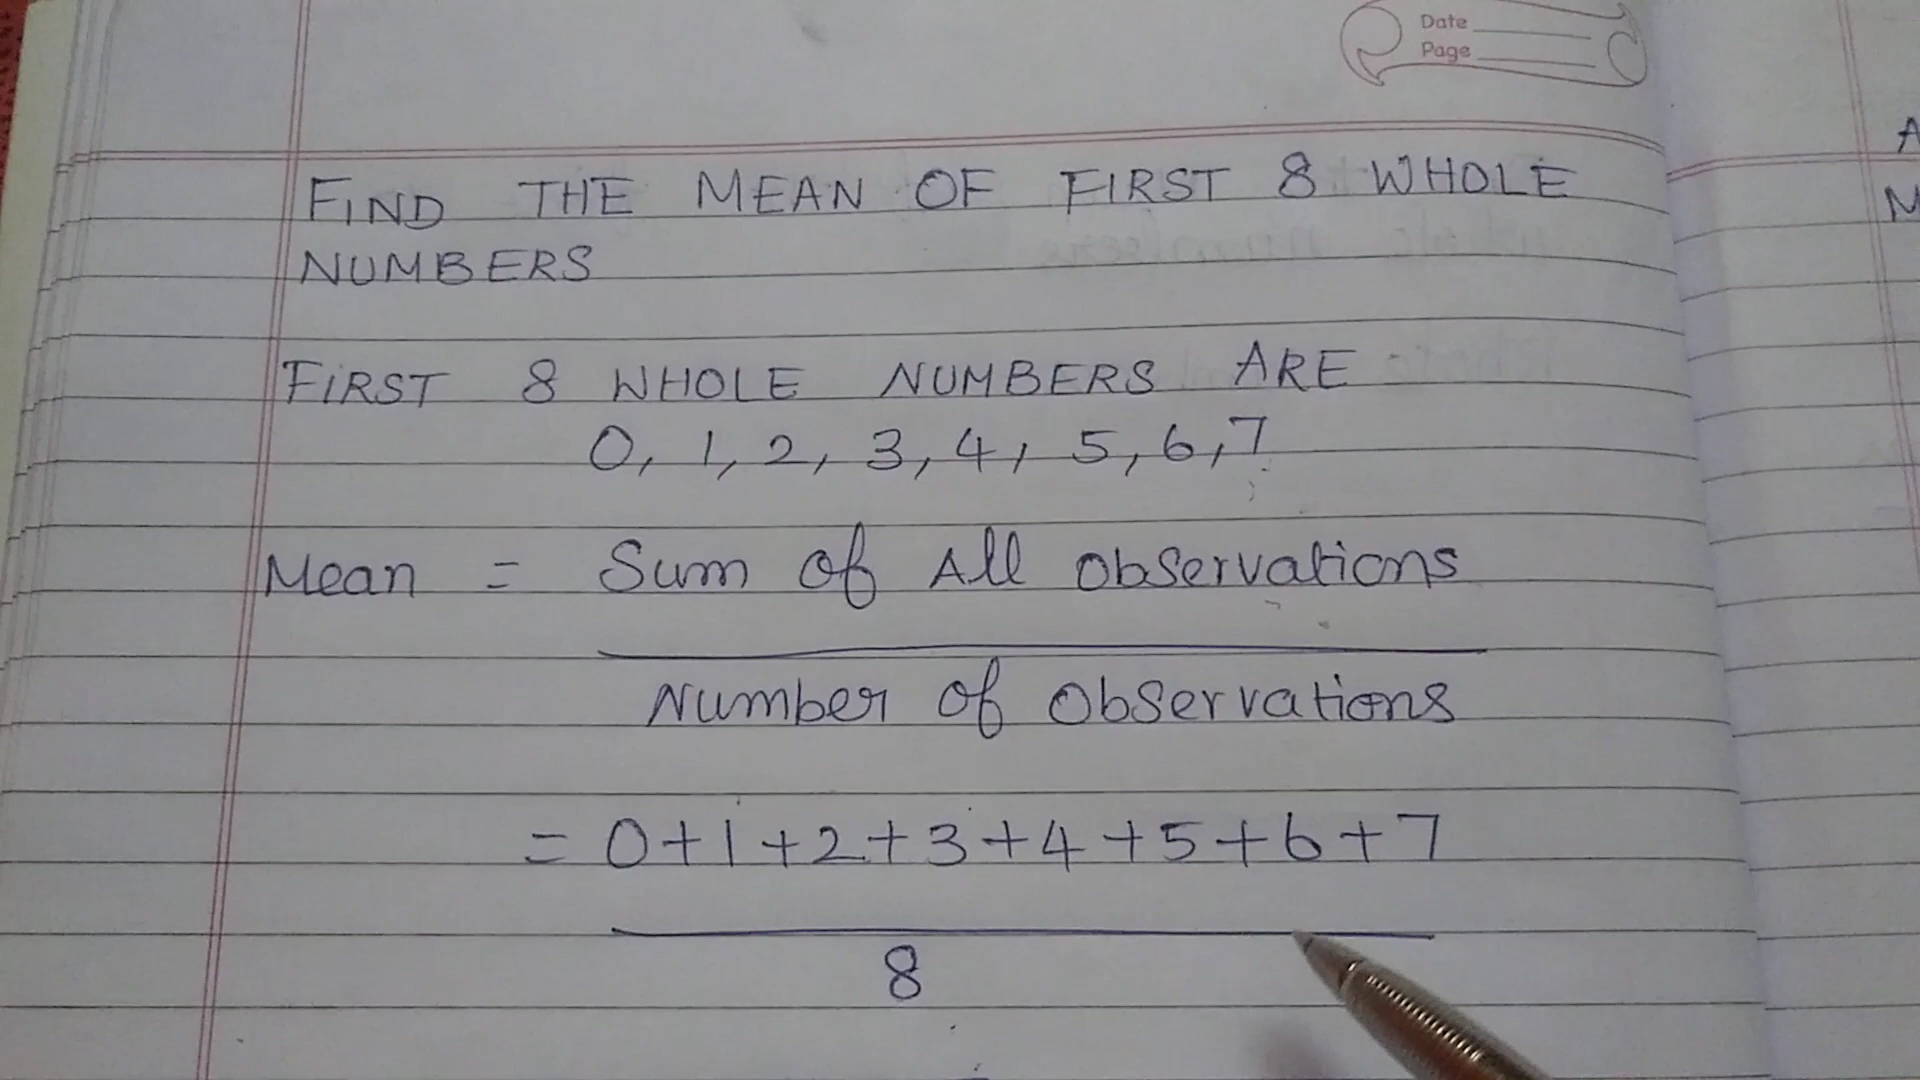 Date
Page
FIND THE MEAN OF FIRST 8 WHOLE
NUMBERS
FIRST 8 WHOLE NUMBERS ARE
0, 1, 2, 3, 4, 5, 6, 7
Mean = Sum of All Observations
Number of Observations
= 0+1+2+3+4+5+6+7
8
A